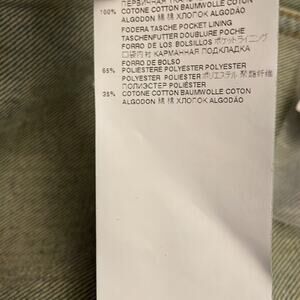 100% COTONE COTTON BAUMWOLLE COTON
ALGODON 棉 棉 ХЛОПОК ALGODÃO
FODERA TASCHE POCKET LINING
TASCHENFUTTER DOUBLURE POCHE
FORRO DE LOS BOLSILLOS ポケットライニング
口袋内衬 КАРМАННАЯ ПОДКЛАДКА
FORRO DE BOLSO
65% POLIESTERE POLYESTER POLYESTER
POLYESTER POLIÉSTER ポリエステル 聚酯纤维
ПОЛИЭСТЕР POLIÉSTER
35% COTONE COTTON BAUMWOLLE COTON
ALGODON 棉 棉 ХЛОПОК ALGODÃO